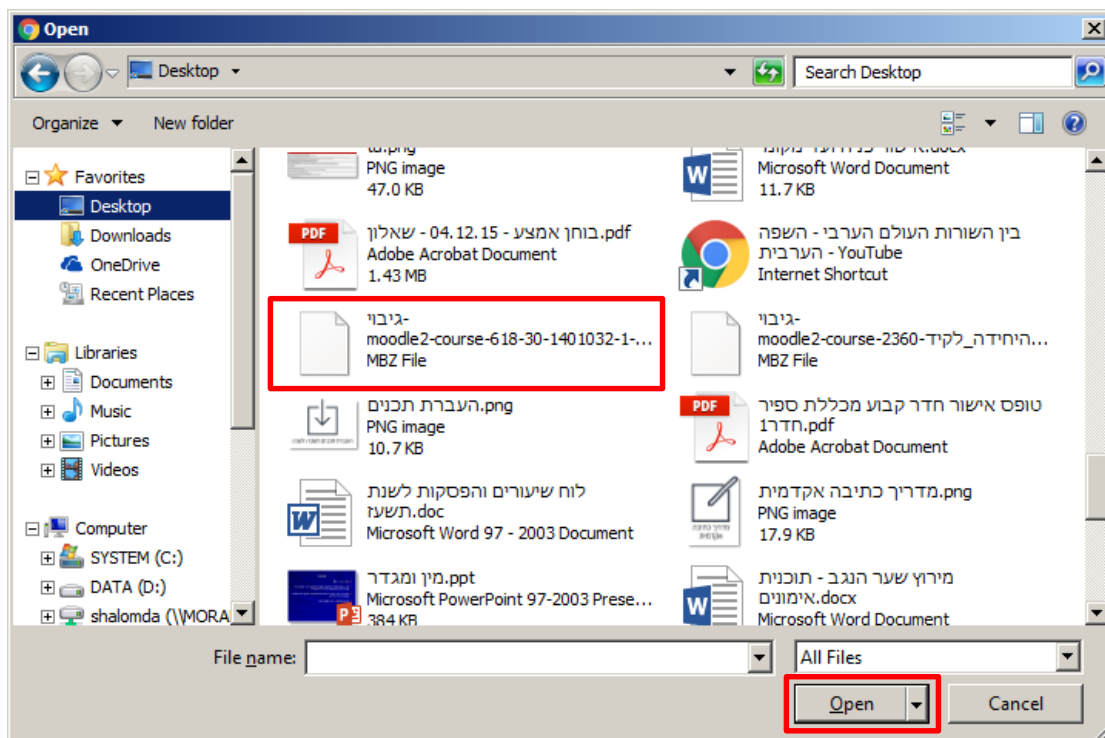 Open
Desktop
Search Desktop
Organize
New folder
Favorites
Desktop
Downloads
OneDrive
Recent Places
Libraries
Documents
Music
Pictures
Videos
Computer
SYSTEM (C:)
DATA (D:)
shalomda (\\MORA
PNG image
47.0 KB
Microsoft Word Document
11.7 KB
PDF
בוחן אמצע - 04.12.15 - שאלון.pdf
Adobe Acrobat Document
1.43 MB
בין השורות העולם הערבי - השפה
הערבית - YouTube
Internet Shortcut
גיבוי-
moodle2-course-618-30-1401032-1-...
MBZ File
גיבוי-
moodle2-course-2360-היחידה_לקיד...
MBZ File
העברת תכנים.png
PNG image
10.7 KB
PDF
טופס אישור חדר קבוע מכללת ספיר
חדר1.pdf
Adobe Acrobat Document
לוח שיעורים והפסקות לשנת
תשעז.doc
Microsoft Word 97 - 2003 Document
מדריך כתיבה אקדמית.png
PNG image
17.9 KB
מדריך כתיבה
אקדמית
מין ומגדר.ppt
Microsoft PowerPoint 97-2003 Prese...
384 KB
מירוץ שער הנגב - תוכנית
אימונים.docx
Microsoft Word Document
File name:
All Files
Open
Cancel